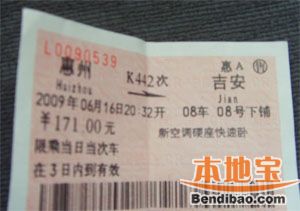 L0090539
惠A 售
惠州 K442次 吉安
Huizhou Jian
2009年06月16日20:32开 08车 08号下铺
￥171.00元 新空调硬座快速卧
限乘当日当次车
在3日内到有效
本地宝
Bendibao.com